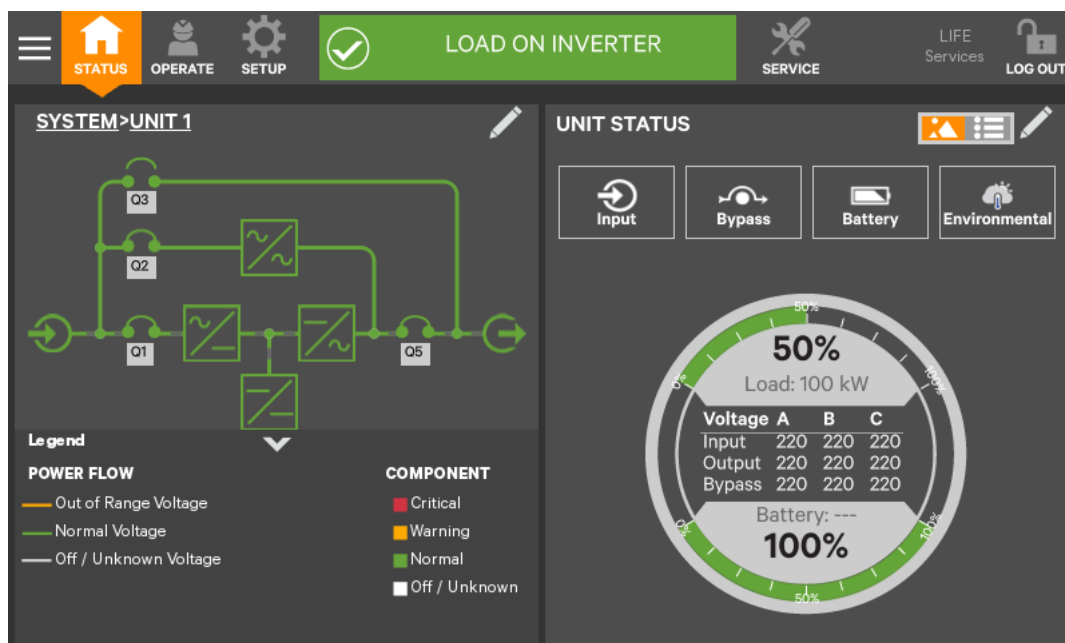 STATUS
OPERATE
SETUP
LOAD ON INVERTER
SERVICE
LIFE
Services
LOG OUT
SYSTEM>UNIT 1
Q3
Q2
Q1
Q5
Legend
POWER FLOW
Out of Range Voltage
Normal Voltage
Off / Unknown Voltage
COMPONENT
Critical
Warning
Normal
Off / Unknown
UNIT STATUS
Input
Bypass
Battery
Environmental
50%
0%
100%
50%
Load: 100 kW
Voltage A B C
Input 220 220 220
Output 220 220 220
Bypass 220 220 220
Battery: ---
100%
0%
100%
50%